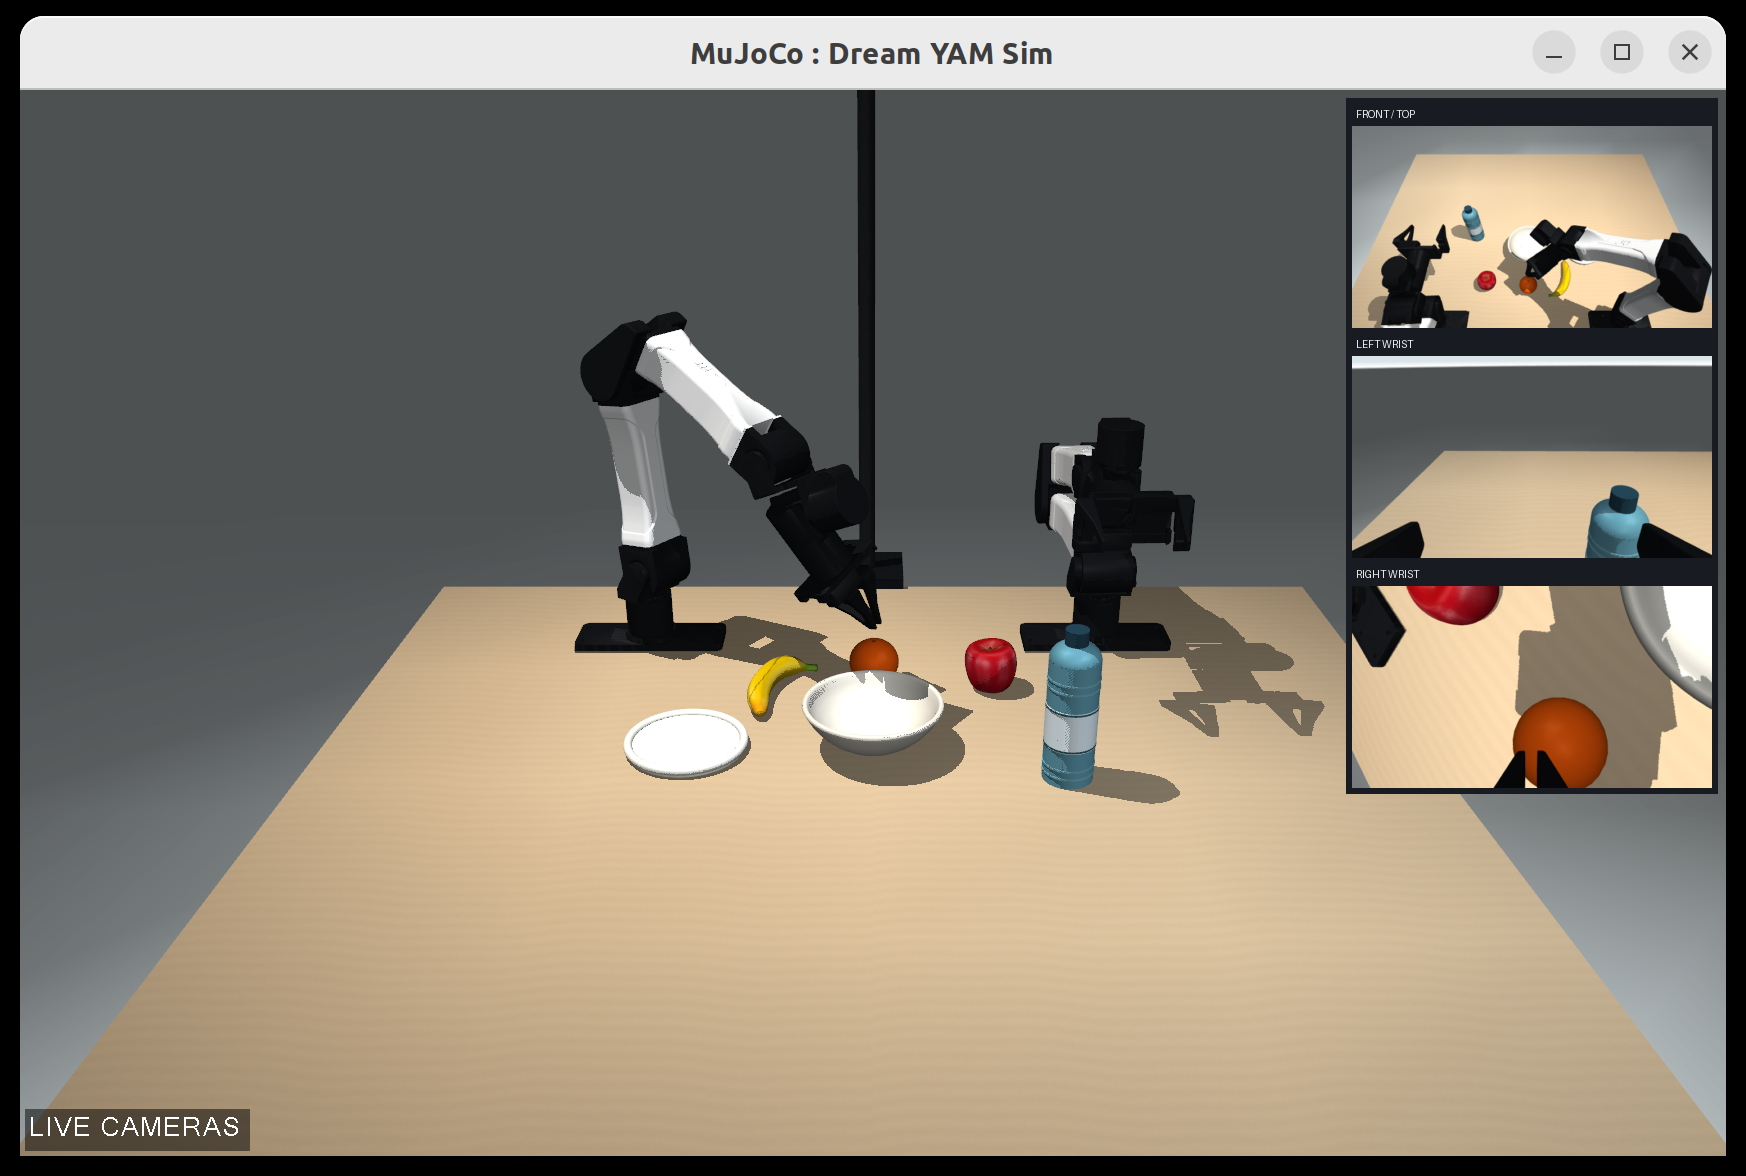 MuJoCo : Dream YAM Sim
FRONT / TOP
LEFT WRIST
RIGHT WRIST
LIVE CAMERAS